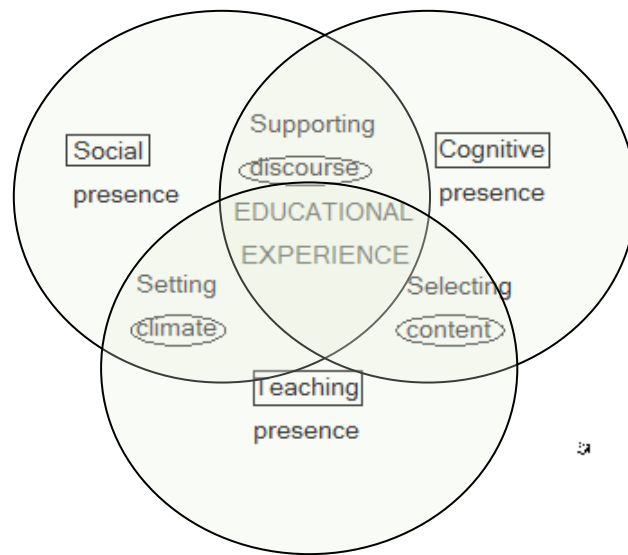 Supporting
discourse
Social
presence
Cognitive
presence
EDUCATIONAL
EXPERIENCE
Setting
climate
Selecting
content
Teaching
presence